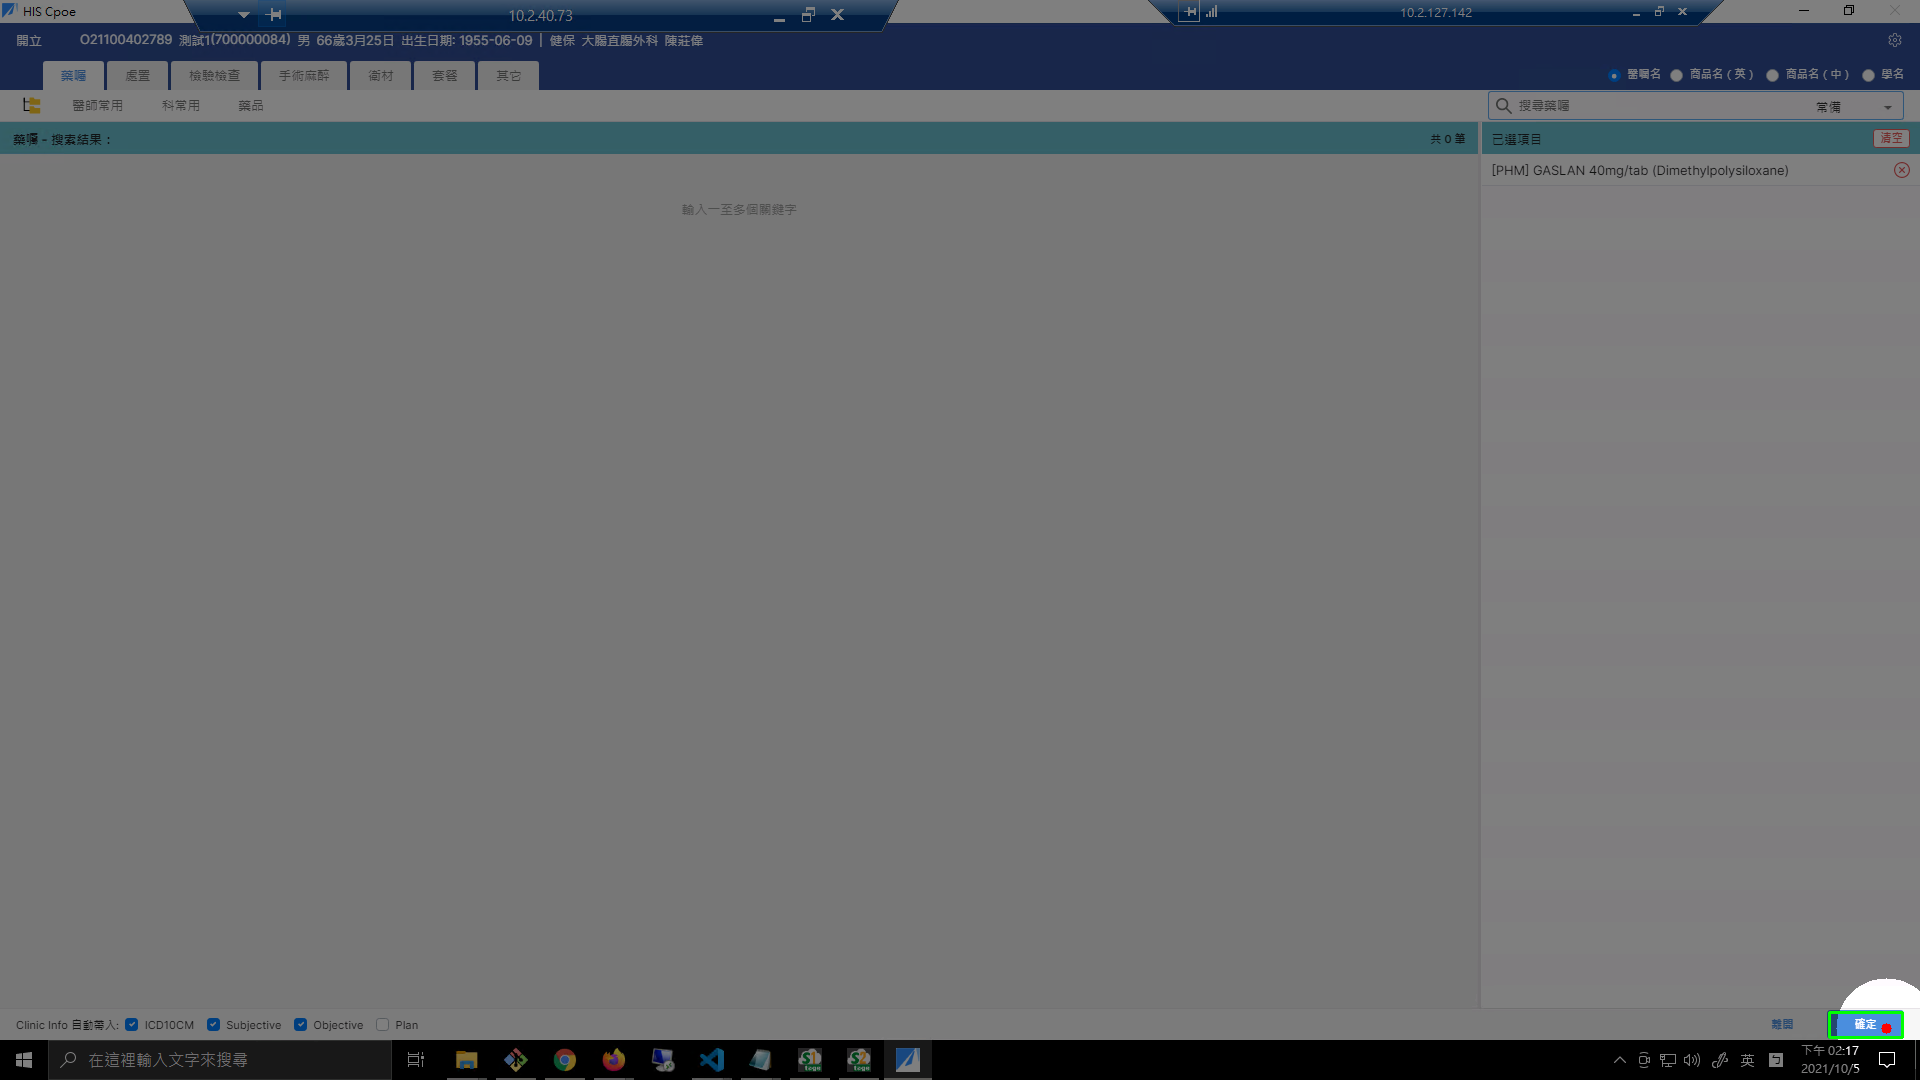 HIS Cpoe
10.2.40.73
10.2.127.142
開立 O21100402789 測試1(700000084) 男 66歲3月25日 出生日期: 1955-06-09 | 健保 大腸直腸外科 陳莊偉
藥囑 處置 檢驗檢查 手術麻醉 衛材 套餐 其它
醫囑名 商品名 ( 英 ) 商品名 ( 中 ) 學名
醫師常用 科常用 藥品
搜尋藥囑 常備
藥囑 - 搜索結果 : 共 0 筆
已選項目 清空
[PHM] GASLAN 40mg/tab (Dimethylpolysiloxane)
輸入一至多個關鍵字
Clinic Info 自動帶入: ICD10CM Subjective Objective Plan
離開 確定
在這裡輸入文字來搜尋
英
下午 02:17
2021/10/5